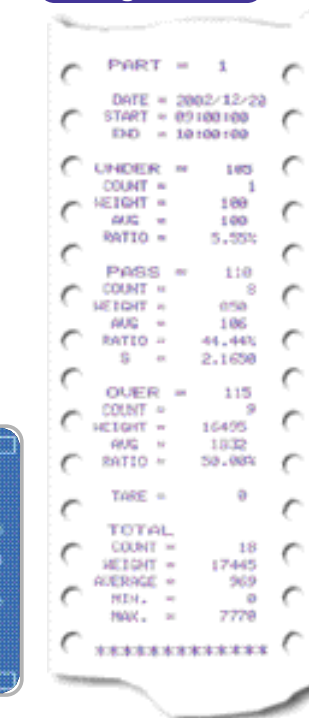 PART = 1
DATE = 2002/12/20
START = 09:00:00
END = 10:00:00
UNDER = 105
COUNT = 1
WEIGHT = 100
AVG = 100
RATIO = 5.55%
PASS = 110
COUNT = 8
WEIGHT = 850
AVG = 106
RATIO = 44.44%
S = 2.1650
OVER = 115
COUNT = 9
WEIGHT = 16495
AVG = 1832
RATIO = 50.00%
TARE = 0
TOTAL
COUNT = 18
WEIGHT = 17445
AVERAGE = 969
MIN. = 0
MAX. = 7770
**************